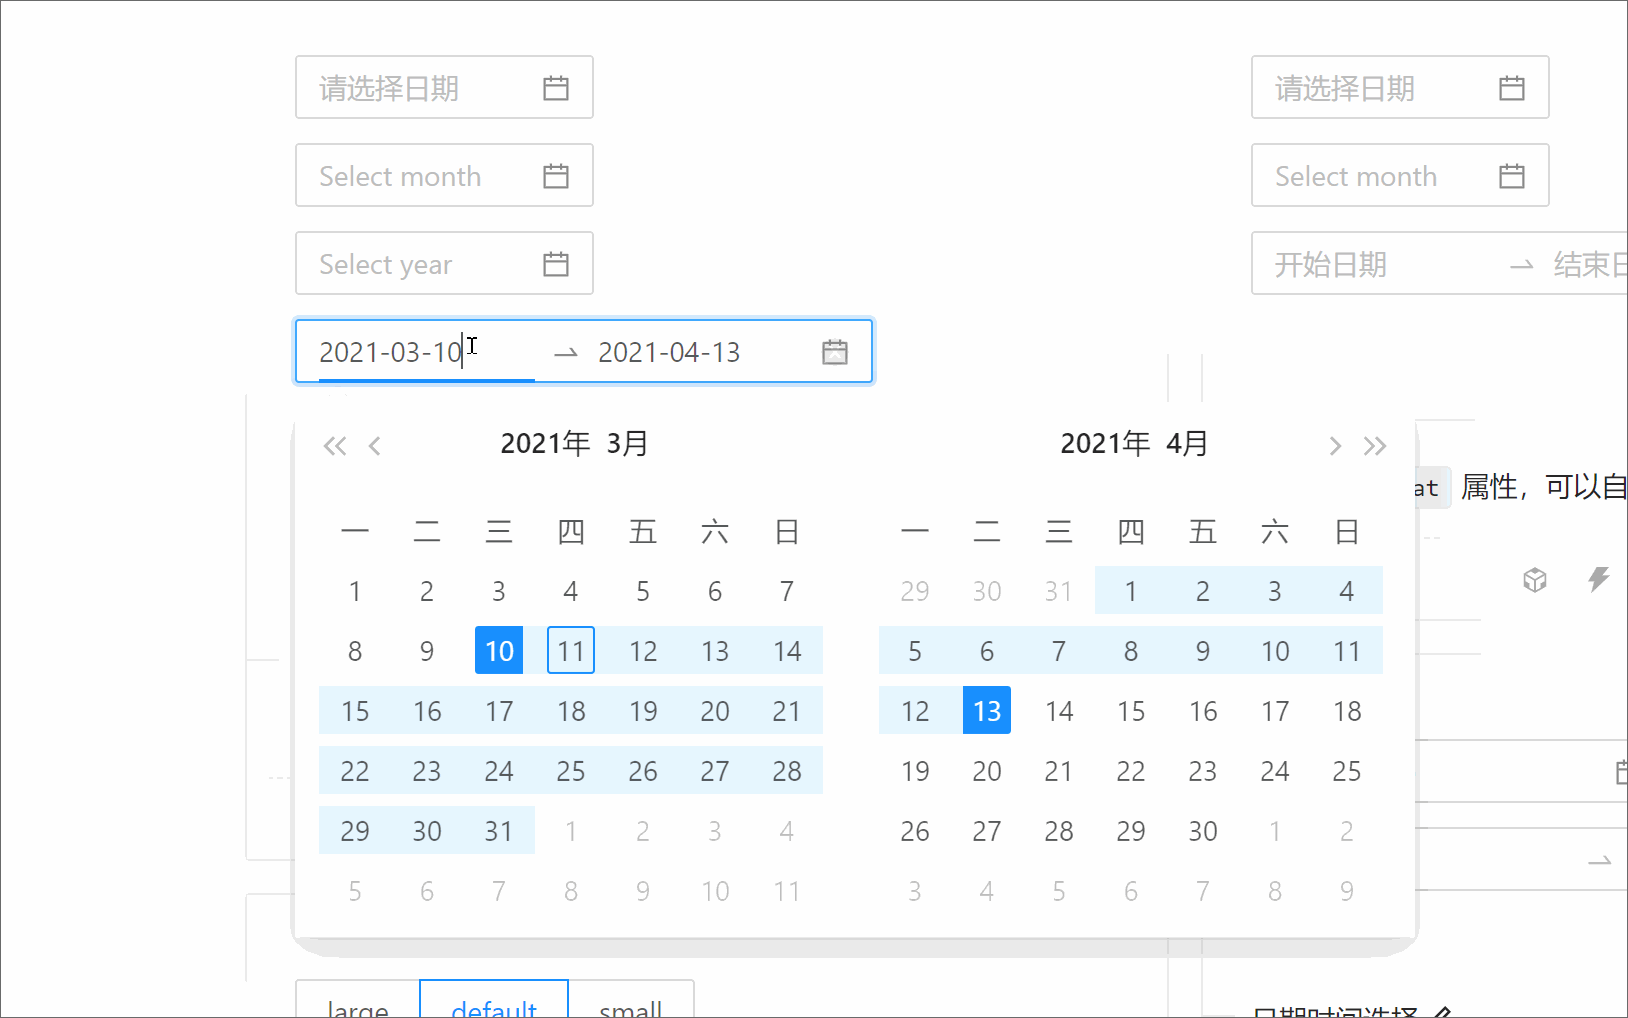 请选择日期
请选择日期
Select month
Select month
Select year
开始日期
结束日
2021-03-10
2021-04-13
2021年 3月
2021年 4月
at 属性，可以自
一 二 三 四 五 六 日
一 二 三 四 五 六 日
1 2 3 4 5 6 7
29 30 31 1 2 3 4
8 9 10 11 12 13 14
5 6 7 8 9 10 11
15 16 17 18 19 20 21
12 13 14 15 16 17 18
22 23 24 25 26 27 28
19 20 21 22 23 24 25
29 30 31 1 2 3 4
26 27 28 29 30 1 2
5 6 7 8 9 10 11
3 4 5 6 7 8 9
large default small
日期时间选择